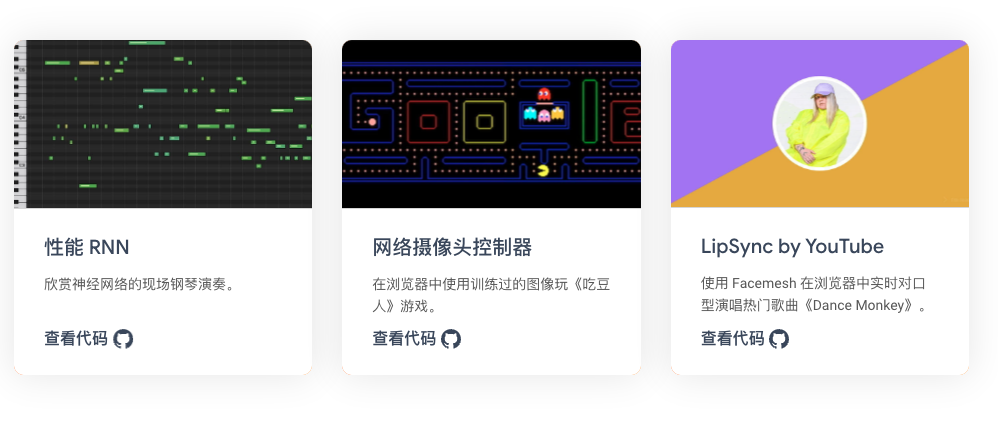 性能 RNN
欣赏神经网络的现场钢琴演奏。
查看代码
网络摄像头控制器
在浏览器中使用训练过的图像玩《吃豆
人》游戏。
查看代码
LipSync by YouTube
使用 Facemesh 在浏览器中实时对口
型演唱热门歌曲《Dance Monkey》。
查看代码